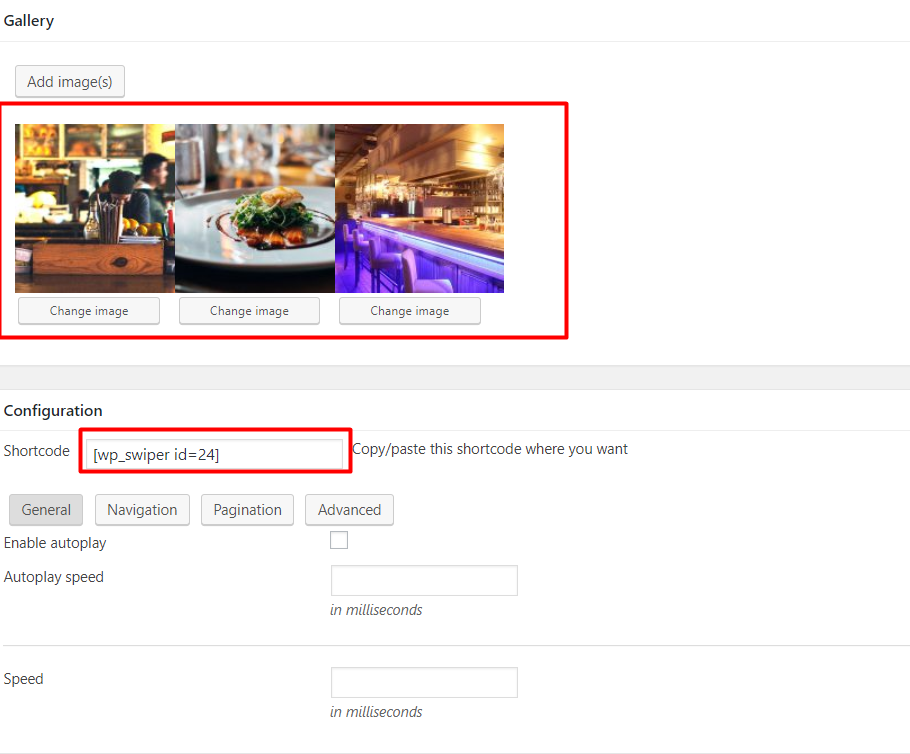 Gallery
Add image(s)
Change image Change image Change image
Configuration
Shortcode [wp_swiper id=24] Copy/paste this shortcode where you want
General Navigation Pagination Advanced
Enable autoplay
Autoplay speed
in milliseconds
Speed
in milliseconds